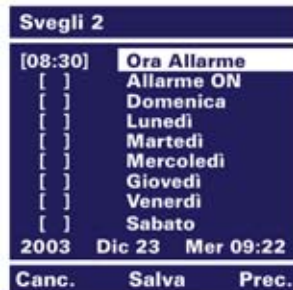 Svegli 2
[08:30] Ora Allarme
[ ] Allarme ON
[ ] Domenica
[ ] Lunedì
[ ] Martedì
[ ] Mercoledì
[ ] Giovedì
[ ] Venerdì
[ ] Sabato
2003 Dic 23 Mer 09:22
Canc. Salva Prec.